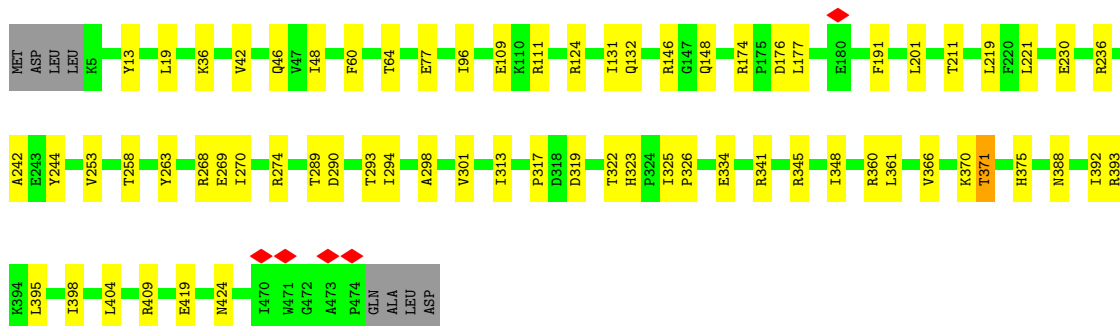 MET ASP LEU LEU K5 Y13 L19 K36 V42 Q46 V47 I48 F60 T64 E77 I96 E109 K110 R111 R124 I131 Q132 R146 G147 Q148 R174 P175 D176 L177 E180 F191 L201 T211 L219 F220 L221 E230 R236
A242 E243 Y244 V253 T258 Y263 R268 E269 I270 R274 T289 D290 T293 I294 A298 V301 I313 P317 D318 D319 T322 H323 P324 I325 P326 E334 R341 R345 I348 R360 L361 V366 K370 T371 H375 N388 I392 R393
K394 L395 I398 L404 R409 E419 N424 I470 W471 G472 A473 P474 GLN ALA LEU ASP